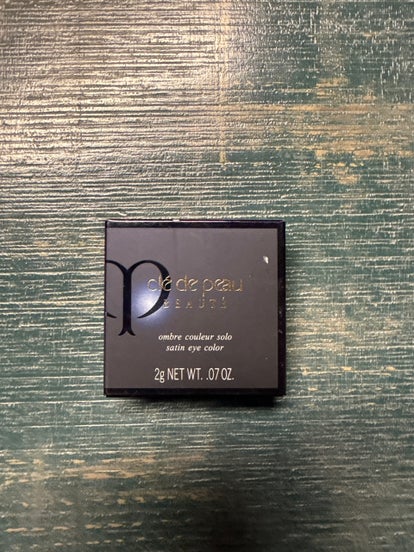 clé de peau
BEAUTÉ
ombre couleur solo
satin eye color
2g NET WT. .07 OZ.